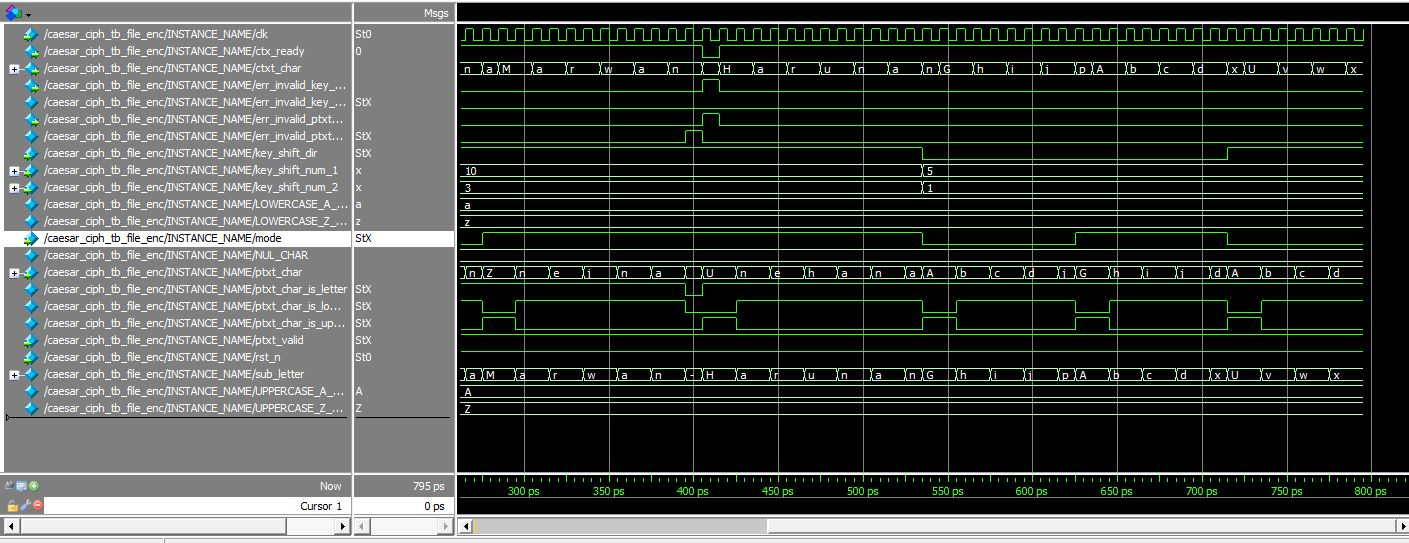 Msgs
/caesar_ciph_tb_file_enc/INSTANCE_NAME/clk St0
/caesar_ciph_tb_file_enc/INSTANCE_NAME/ctx_ready 0
/caesar_ciph_tb_file_enc/INSTANCE_NAME/ctxt_char n a M a r w a n H a r u n a n G h i j p A b c d x U v w x
/caesar_ciph_tb_file_enc/INSTANCE_NAME/err_invalid_key_...
/caesar_ciph_tb_file_enc/INSTANCE_NAME/err_invalid_key_... StX
/caesar_ciph_tb_file_enc/INSTANCE_NAME/err_invalid_ptxt...
/caesar_ciph_tb_file_enc/INSTANCE_NAME/err_invalid_ptxt... StX
/caesar_ciph_tb_file_enc/INSTANCE_NAME/key_shift_dir StX
/caesar_ciph_tb_file_enc/INSTANCE_NAME/key_shift_num_1 x 10 5
/caesar_ciph_tb_file_enc/INSTANCE_NAME/key_shift_num_2 x 3 1
/caesar_ciph_tb_file_enc/INSTANCE_NAME/LOWERCASE_A_... a a
/caesar_ciph_tb_file_enc/INSTANCE_NAME/LOWERCASE_Z_... z z
/caesar_ciph_tb_file_enc/INSTANCE_NAME/mode StX
/caesar_ciph_tb_file_enc/INSTANCE_NAME/NUL_CHAR
/caesar_ciph_tb_file_enc/INSTANCE_NAME/ptxt_char n Z n e j n a U n e h a n a A b c d j G h i j d A b c d
/caesar_ciph_tb_file_enc/INSTANCE_NAME/ptxt_char_is_letter StX
/caesar_ciph_tb_file_enc/INSTANCE_NAME/ptxt_char_is_lo... StX
/caesar_ciph_tb_file_enc/INSTANCE_NAME/ptxt_char_is_up... StX
/caesar_ciph_tb_file_enc/INSTANCE_NAME/ptxt_valid StX
/caesar_ciph_tb_file_enc/INSTANCE_NAME/rst_n St0
/caesar_ciph_tb_file_enc/INSTANCE_NAME/sub_letter a M a r w a n - H a r u n a n G h i j p A b c d x U v w x
/caesar_ciph_tb_file_enc/INSTANCE_NAME/UPPERCASE_A_... A A
/caesar_ciph_tb_file_enc/INSTANCE_NAME/UPPERCASE_Z_... Z Z
Now 795 ps 300 ps 350 ps 400 ps 450 ps 500 ps 550 ps 600 ps 650 ps 700 ps 750 ps 800 ps
Cursor 1 0 ps